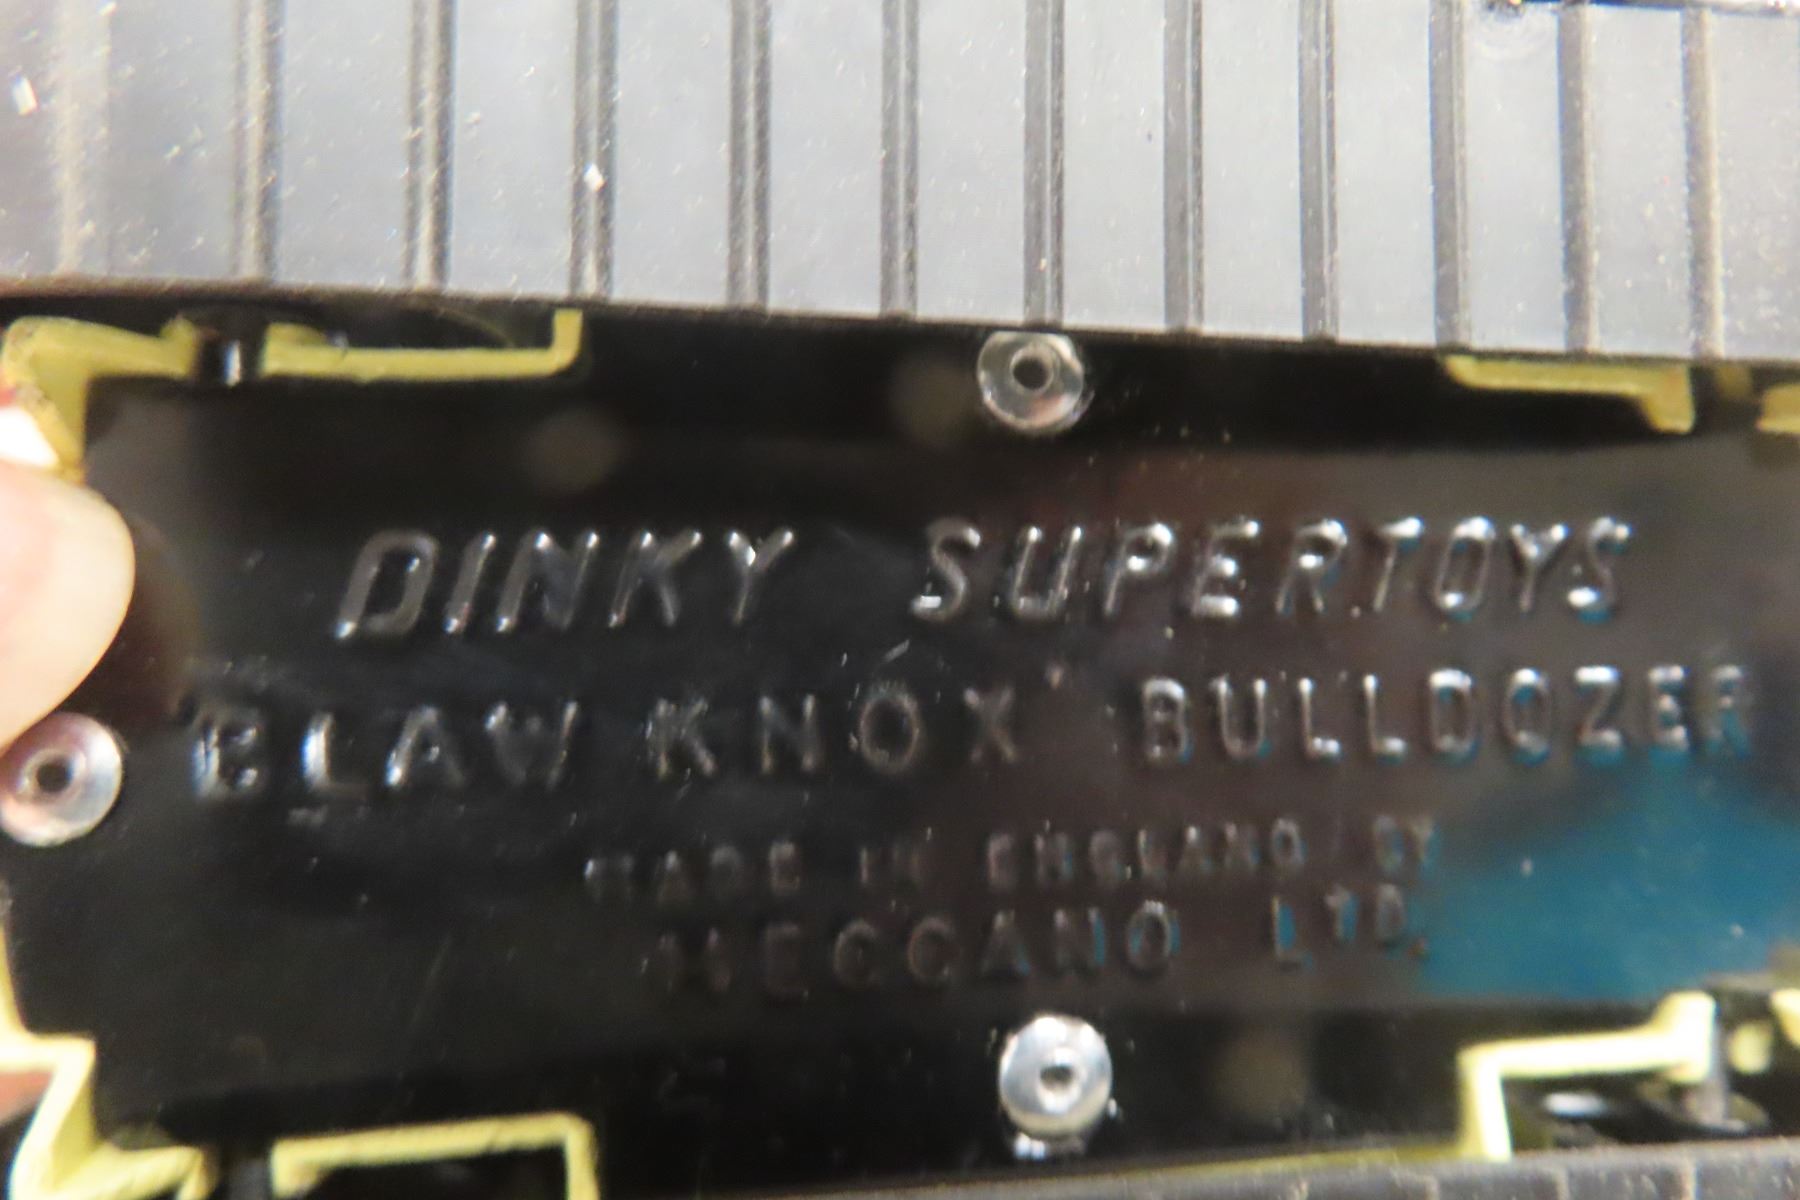 DINKY SUPERTOYS
BLAW KNOX BULLDOZER
MADE IN ENGLAND BY
MECCANO LTD.